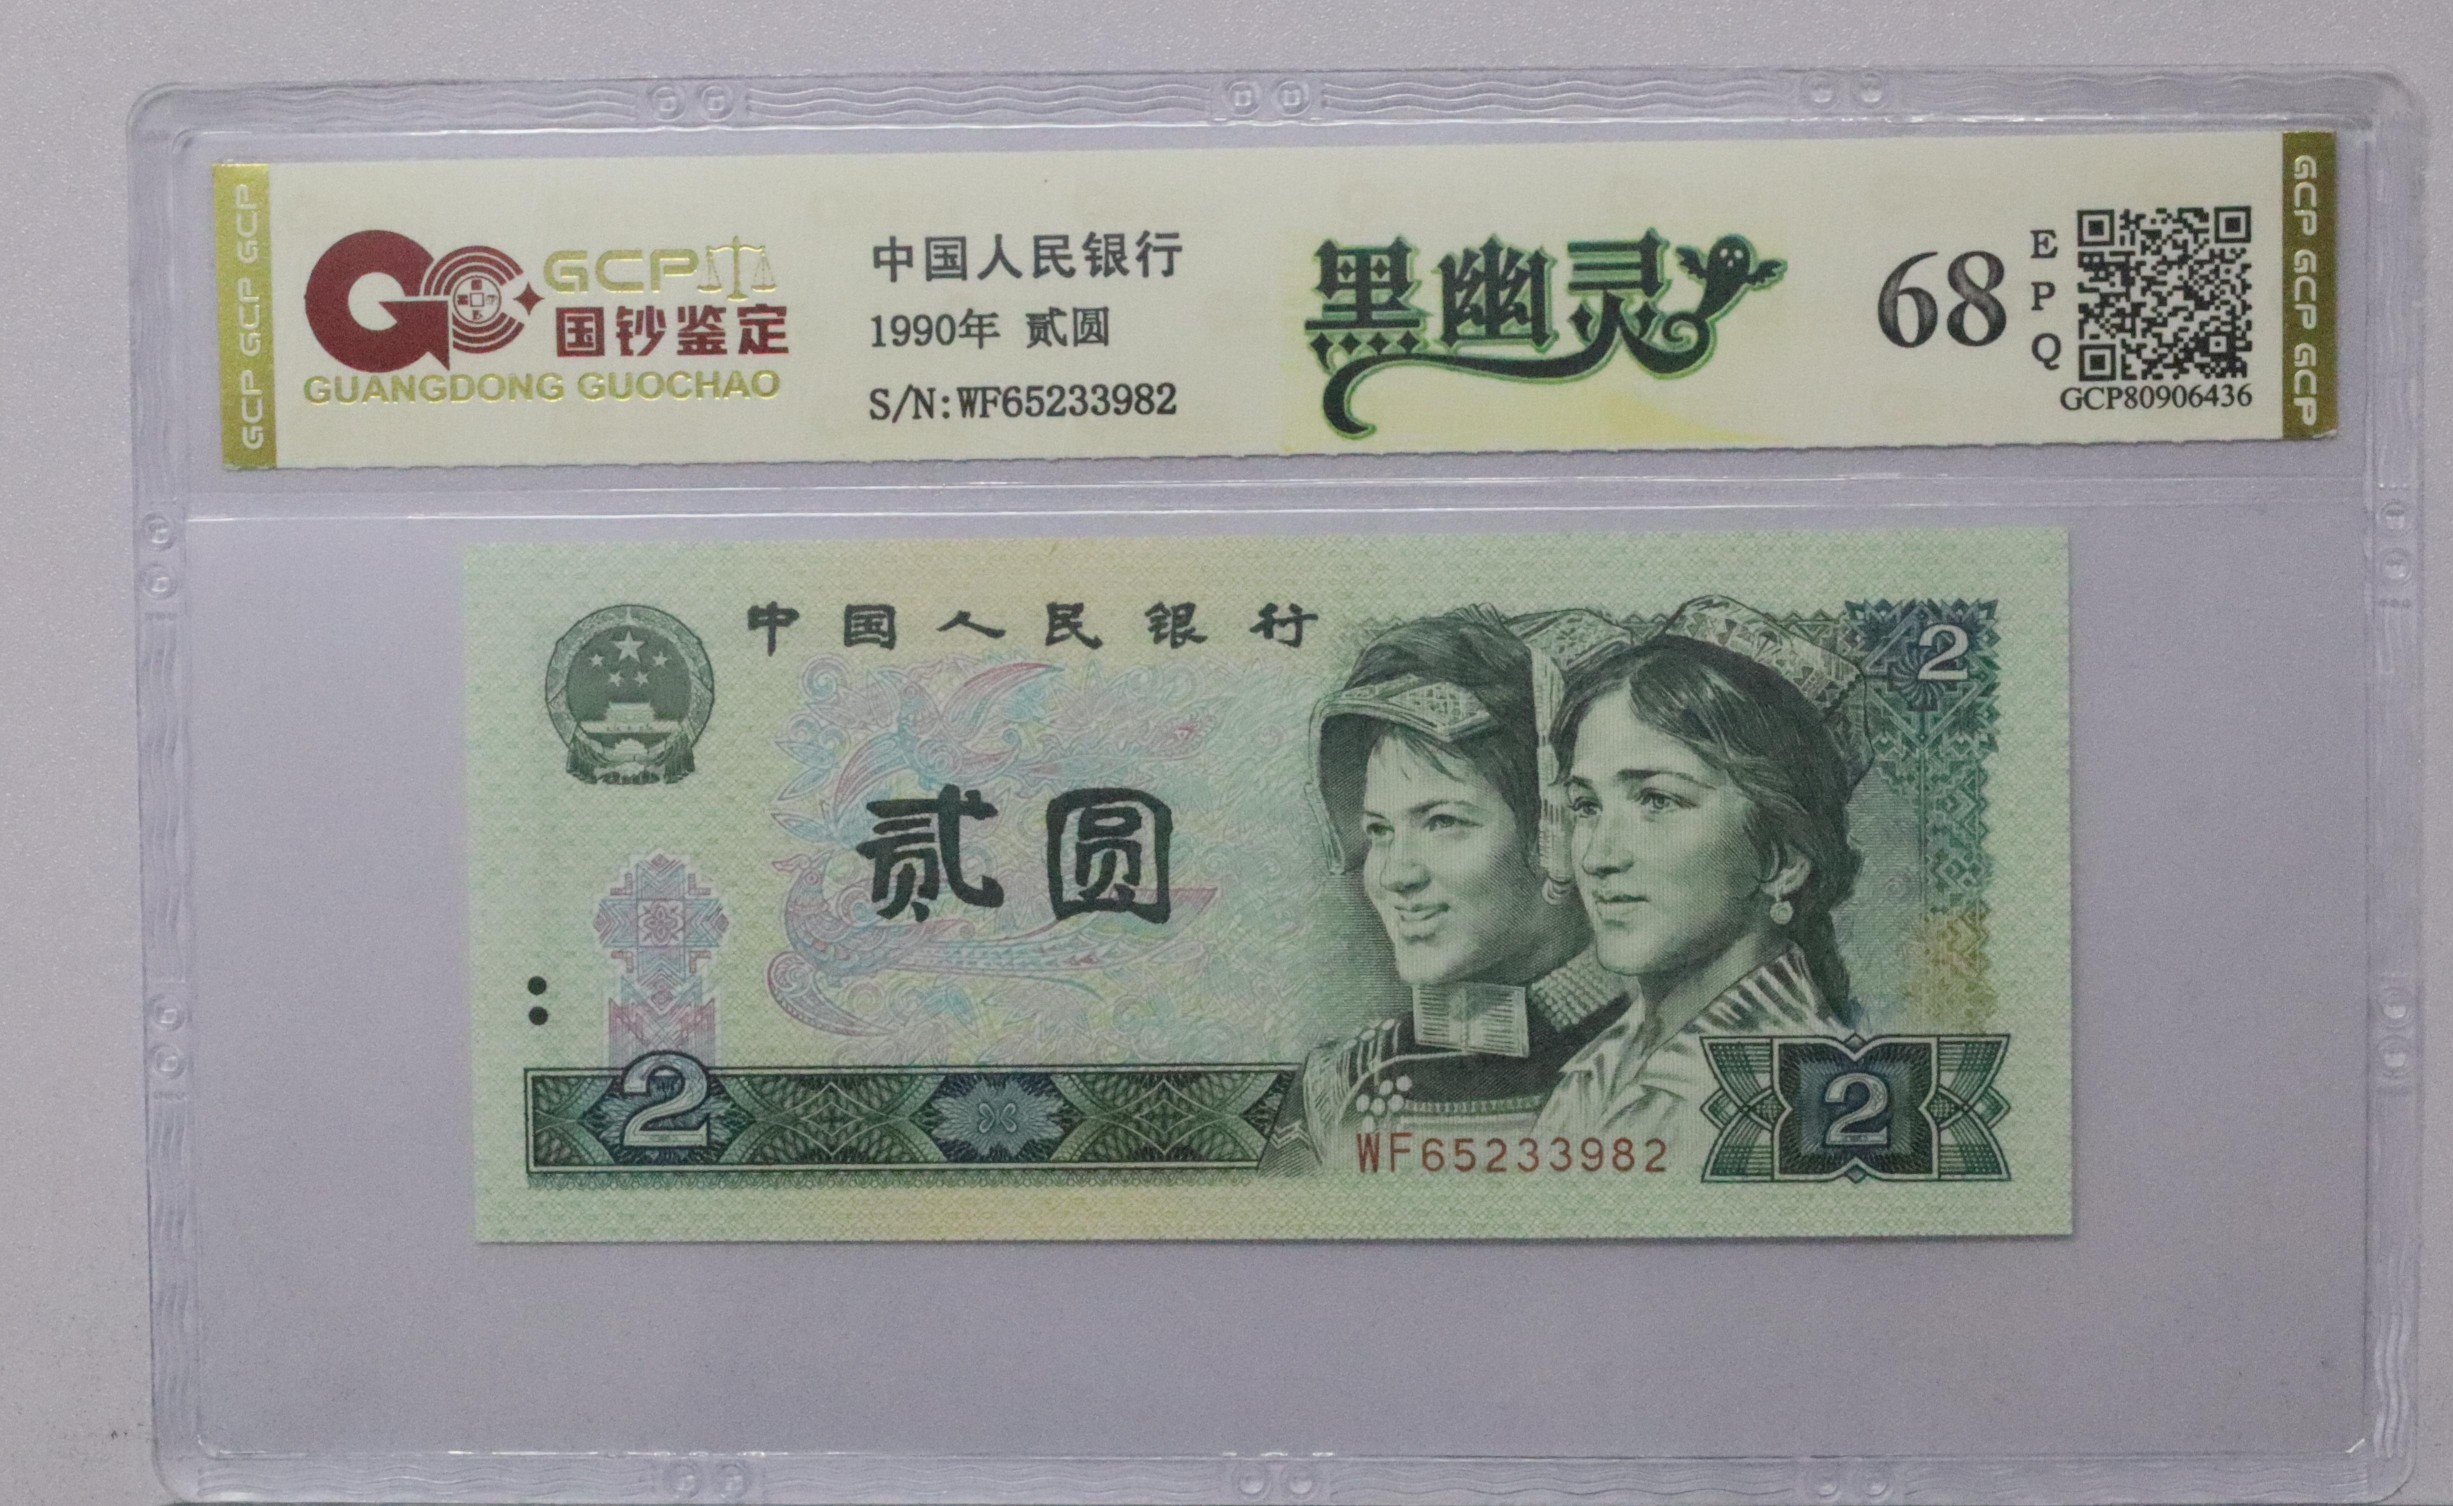 GCP GCP GCP
GCP
国钞鉴定
GUANGDONG GUOCHAO
中国人民银行
1990年 贰圆
S/N:WF65233982
黑幽灵
68
E
P
Q
GCP80906436
GCP GCP GCP
中国人民银行
2
贰圆
2
WF65233982
2